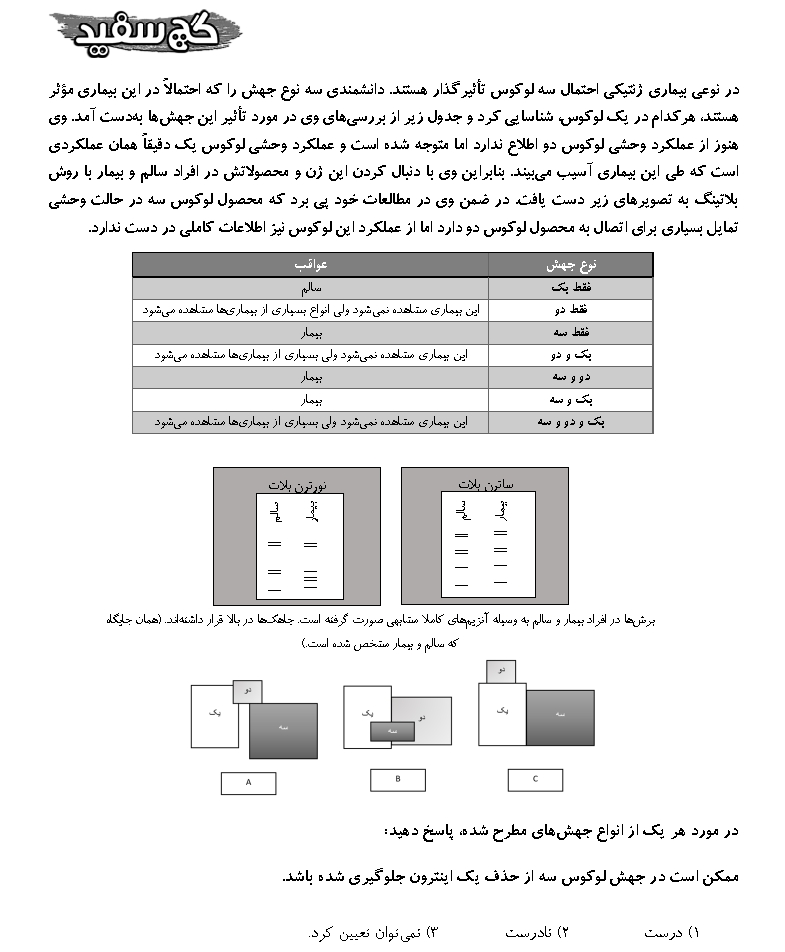 گچ سفید
در نوعی بیماری ژنتیکی احتمال سه لوکوس تأثیرگذار هستند. دانشمندی سه نوع جهش را که احتمالاً در این بیماری مؤثر
هستند، هرکدام در یک لوکوس، شناسایی کرد و جدول زیر از بررسی‌های وی در مورد تأثیر این جهش‌ها به‌دست آمد. وی
هنوز از عملکرد وحشی لوکوس دو اطلاع ندارد اما متوجه شده است و عملکرد وحشی لوکوس یک دقیقاً همان عملکردی
است که طی این بیماری آسیب می‌بیند. بنابراین وی با دنبال کردن این ژن و محصولاتش در افراد سالم و بیمار با روش
بلاتینگ به تصویرهای زیر دست یافت. در ضمن وی در مطالعات خود پی برد که محصول لوکوس سه در حالت وحشی
تمایل بسیاری برای اتصال به محصول لوکوس دو دارد اما از عملکرد این لوکوس نیز اطلاعات کاملی در دست ندارد.
نوع جهش عواقب
فقط یک سالم
فقط دو این بیماری مشاهده نمی‌شود ولی انواع بسیاری از بیماری‌ها مشاهده می‌شود
فقط سه بیمار
یک و دو این بیماری مشاهده نمی‌شود ولی بسیاری از بیماری‌ها مشاهده می‌شود
دو و سه بیمار
یک و سه بیمار
یک و دو و سه این بیماری مشاهده نمی‌شود ولی بسیاری از بیماری‌ها مشاهده می‌شود
ساترن بلات نورترن بلات
سالم بیمار سالم بیمار
برش‌ها در افراد بیمار و سالم به وسیله آنزیم‌های کاملا مشابهی صورت گرفته است. چاهک‌ها در بالا قرار داشته‌اند. (همان جایگاه
که سالم و بیمار مشخص شده است.)
دو یک سه
یک دو سه
دو یک سه
A B C
در مورد هر یک از انواع جهش‌های مطرح شده، پاسخ دهید:
ممکن است در جهش لوکوس سه از حذف یک اینترون جلوگیری شده باشد.
۱) درست ۲) نادرست ۳) نمی‌توان تعیین کرد.